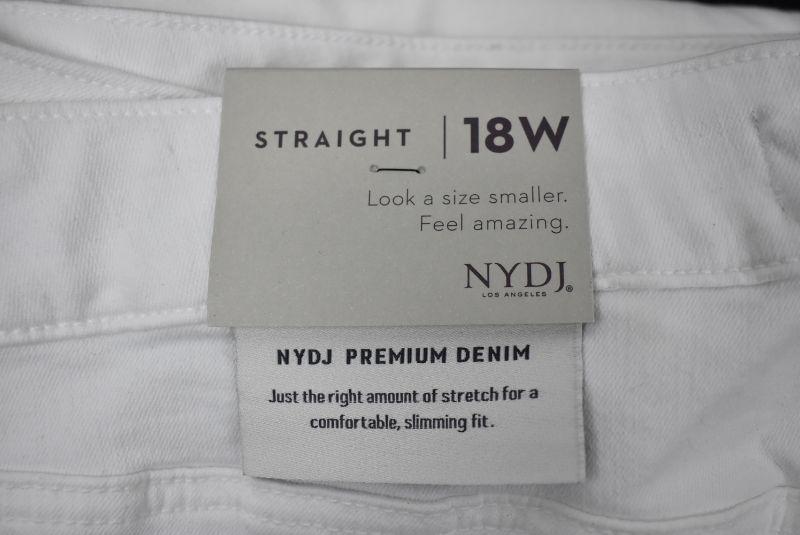 STRAIGHT | 18W
Look a size smaller.
Feel amazing.
NYDJ®
LOS ANGELES
NYDJ PREMIUM DENIM
Just the right amount of stretch for a
comfortable, slimming fit.